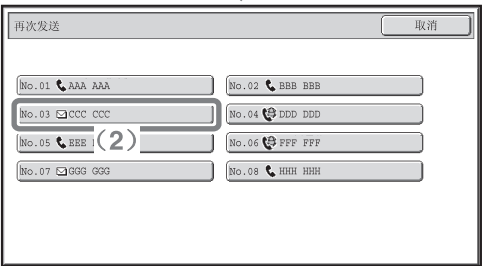 再次发送 取消
No.01 AAA AAA No.02 BBB BBB
No.03 CCC CCC No.04 DDD DDD
(2)
No.05 EEE No.06 FFF FFF
No.07 GGG GGG No.08 HHH HHH